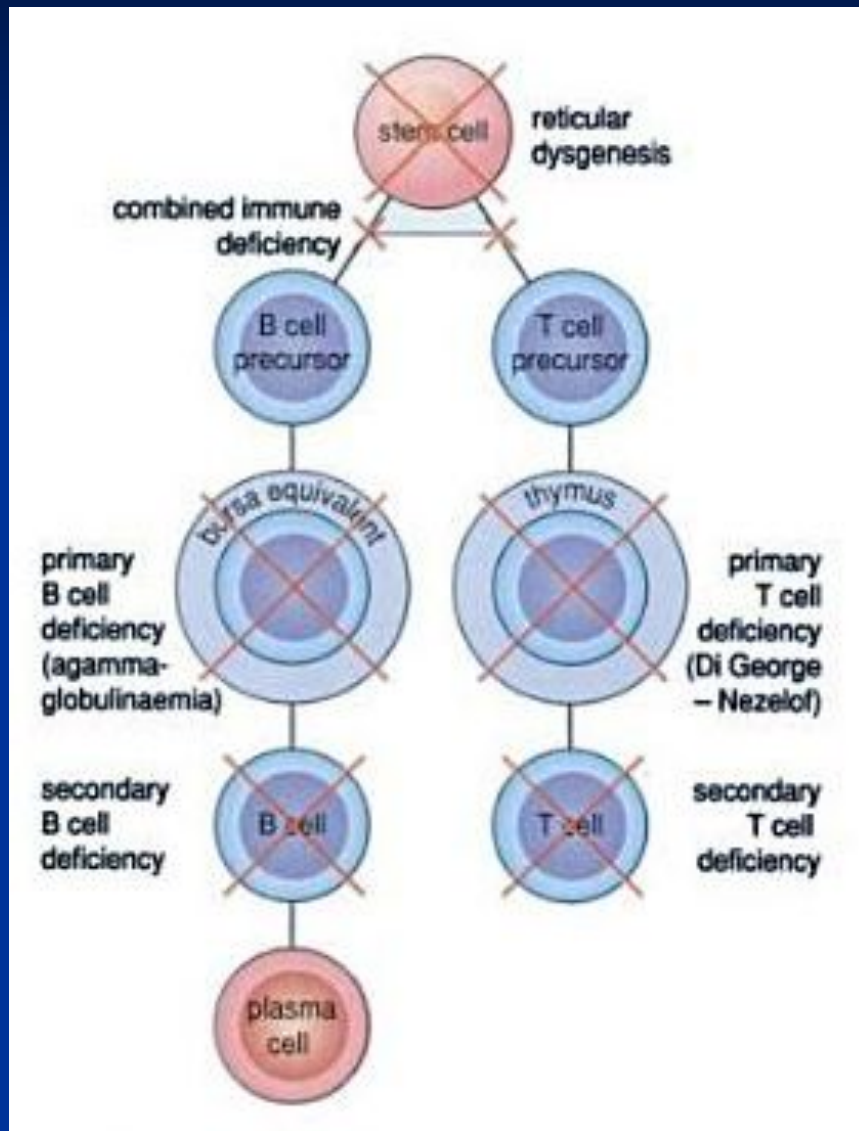 stem cell
reticular
dysgenesis
combined immune
deficiency
B cell
precursor
T cell
precursor
bursa equivalent
thymus
primary
B cell
deficiency
(agamma-
globulinaemia)
primary
T cell
deficiency
(Di George
– Nezelof)
secondary
B cell
deficiency
B cell
T cell
secondary
T cell
deficiency
plasma
cell